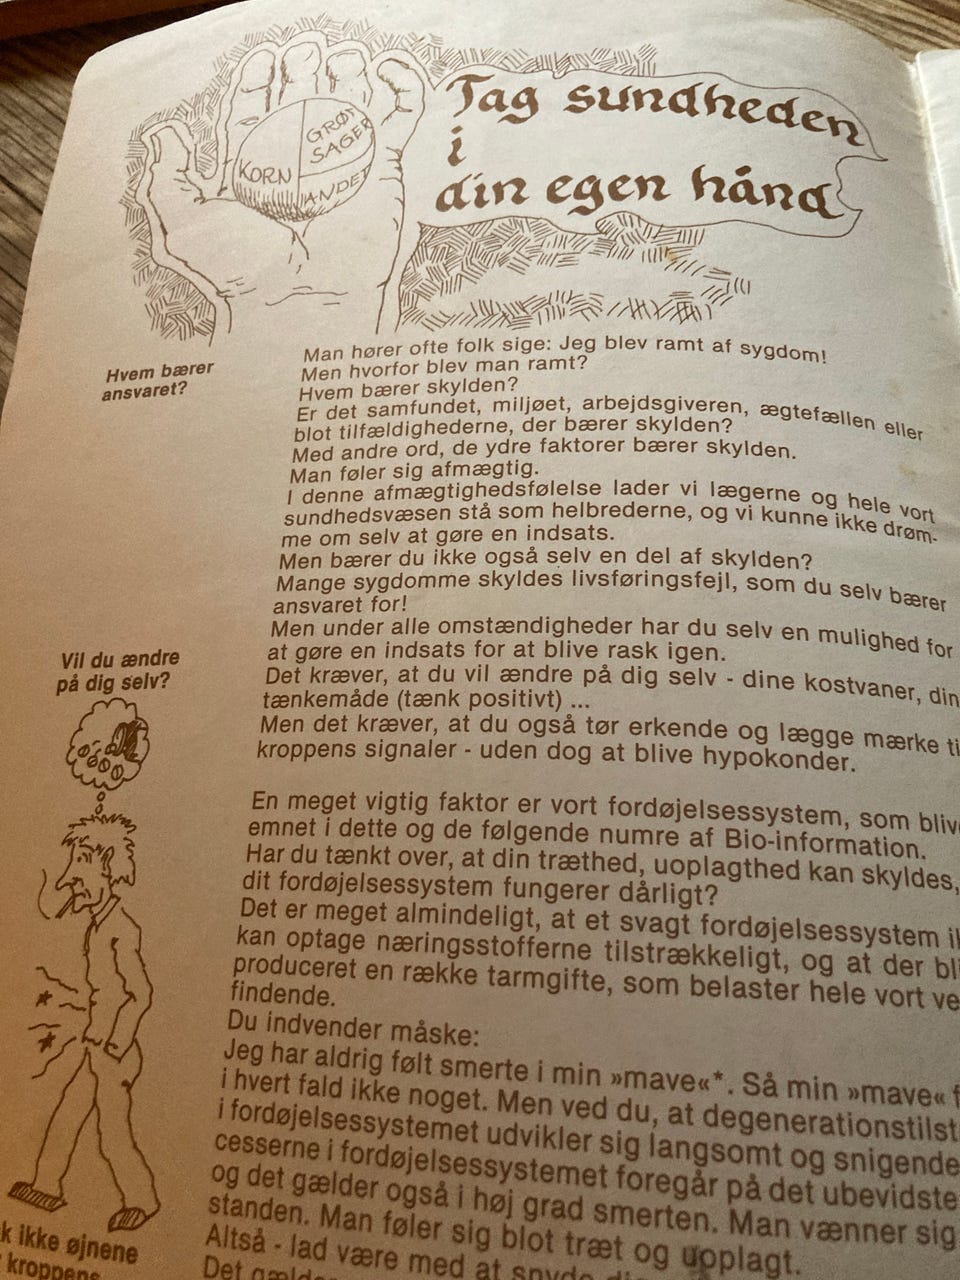 Tag sundheden
i
din egen hånd
KORN
GRØNT
SAGER
ANDET
Hvem bærer
ansvaret?
Man hører ofte folk sige: Jeg blev ramt af sygdom!
Men hvorfor blev man ramt?
Hvem bærer skylden?
Er det samfundet, miljøet, arbejdsgiveren, ægtefællen eller
blot tilfældighederne, der bærer skylden?
Med andre ord, de ydre faktorer bærer skylden.
Man føler sig afmægtig.
I denne afmægtighedsfølelse lader vi lægerne og hele vort
sundhedsvæsen stå som helbrederne, og vi kunne ikke drøm-
me om selv at gøre en indsats.
Men bærer du ikke også selv en del af skylden?
Mange sygdomme skyldes livsføringsfejl, som du selv bærer
ansvaret for!
Men under alle omstændigheder har du selv en mulighed for
at gøre en indsats for at blive rask igen.
Vil du ændre
på dig selv?
Det kræver, at du vil ændre på dig selv - dine kostvaner, din
tænkemåde (tænk positivt) ...
Men det kræver, at du også tør erkende og lægge mærke ti
kroppens signaler - uden dog at blive hypokonder.
En meget vigtig faktor er vort fordøjelsessystem, som blive
emnet i dette og de følgende numre af Bio-information.
Har du tænkt over, at din træthed, uoplagthed kan skyldes,
dit fordøjelsessystem fungerer dårligt?
Det er meget almindeligt, at et svagt fordøjelsessystem ik
kan optage næringsstofferne tilstrækkeligt, og at der bli
produceret en række tarmgifte, som belaster hele vort ve
findende.
Du indvender måske:
Jeg har aldrig følt smerte i min »mave«*. Så min »mave« f
i hvert fald ikke noget. Men ved du, at degenerationstilst
i fordøjelsessystemet udvikler sig langsomt og snigende
cesserne i fordøjelsessystemet foregår på det ubevidste
og det gælder også i høj grad smerten. Man vænner sig
standen. Man føler sig blot træt og uoplagt.
k ikke øjnene
kroppens
Altså - lad være med at snyde dig
Det gælder